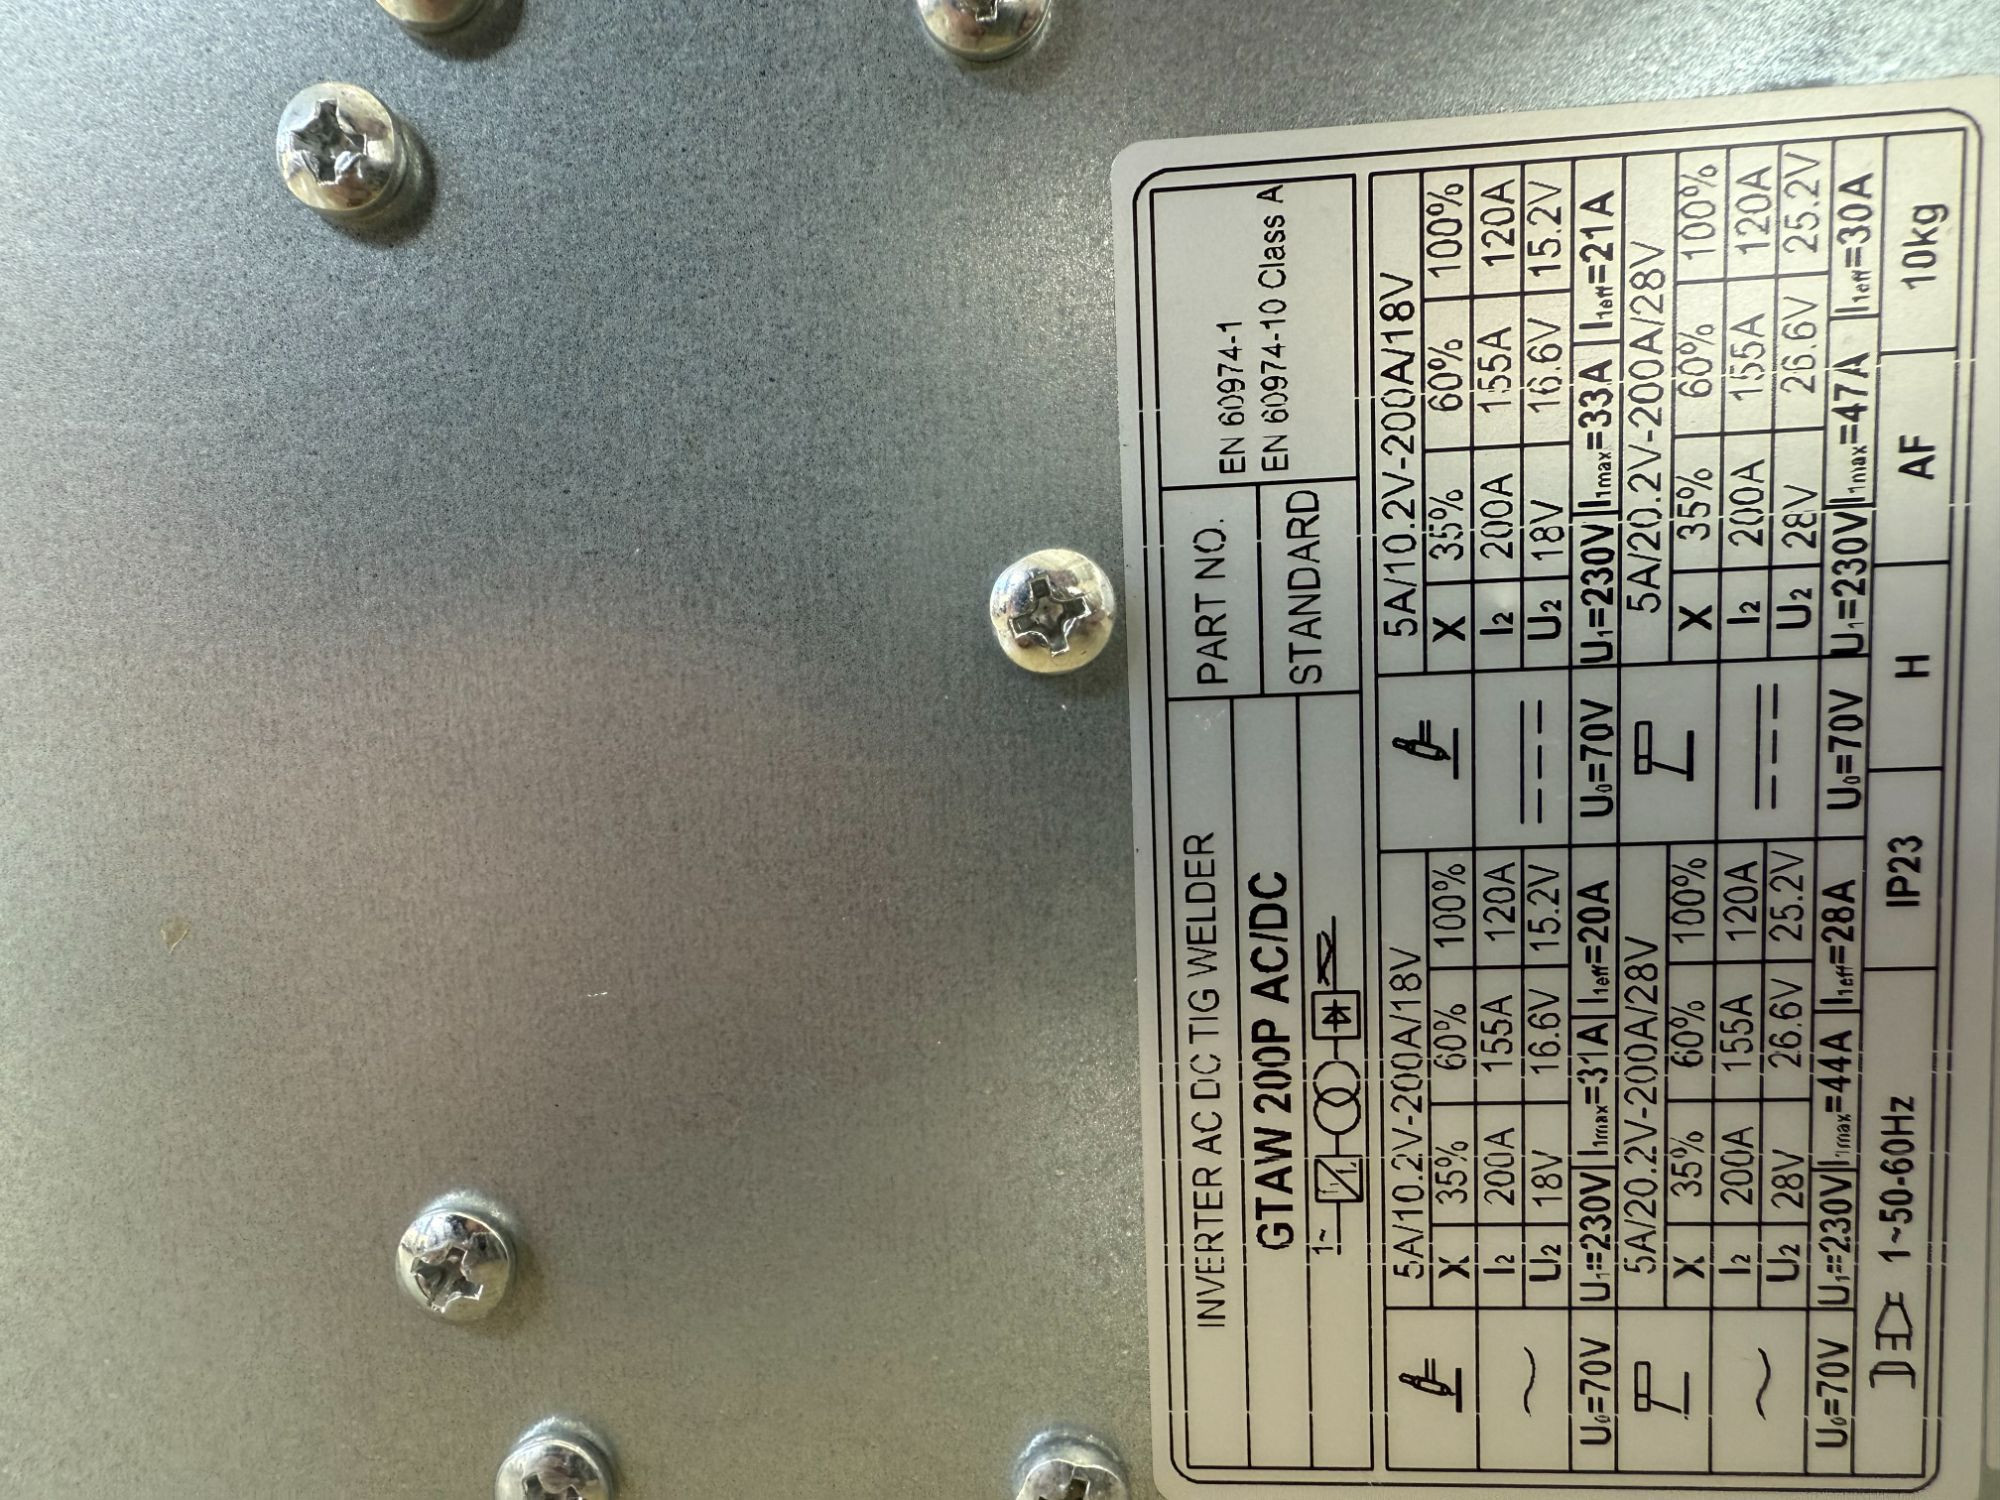 INVERTER AC DC TIG WELDER
PART NO.
GTAW 200P AC/DC
STANDARD
EN 60974-1
EN 60974-10 Class A
1~
5A/10.2V-200A/18V
X 35% 60% 100%
I2 200A 155A 120A
U2 18V 16.6V 15.2V
U0=70V U1=230V I1max=31A I1eff=20A
5A/10.2V-200A/18V
X 35% 60% 100%
I2 200A 155A 120A
U2 18V 16.6V 15.2V
U0=70V U1=230V I1max=33A I1eff=21A
5A/20.2V-200A/28V
X 35% 60% 100%
I2 200A 155A 120A
U2 28V 26.6V 25.2V
U0=70V U1=230V I1max=44A I1eff=28A
5A/20.2V-200A/28V
X 35% 60% 100%
I2 200A 155A 120A
U2 28V 26.6V 25.2V
U0=70V U1=230V I1max=47A I1eff=30A
1~50-60Hz IP23 H AF 10kg